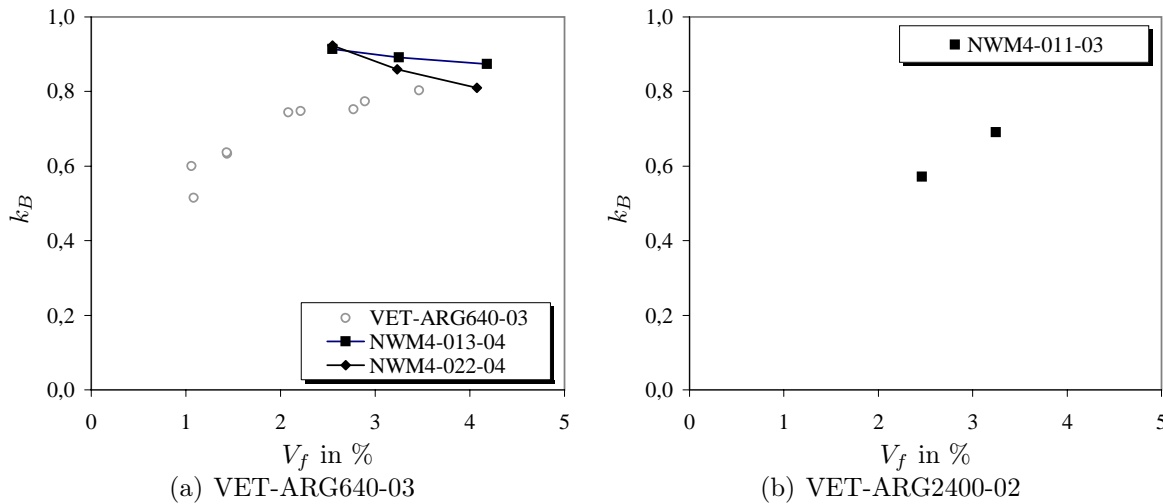 1,0
0,8
0,6
0,4
0,2
0,0
k_B
VET-ARG640-03
NWM4-013-04
NWM4-022-04
0 1 2 3 4 5
V_f in %
(a) VET-ARG640-03
1,0
0,8
0,6
0,4
0,2
0,0
k_B
NWM4-011-03
0 1 2 3 4 5
V_f in %
(b) VET-ARG2400-02